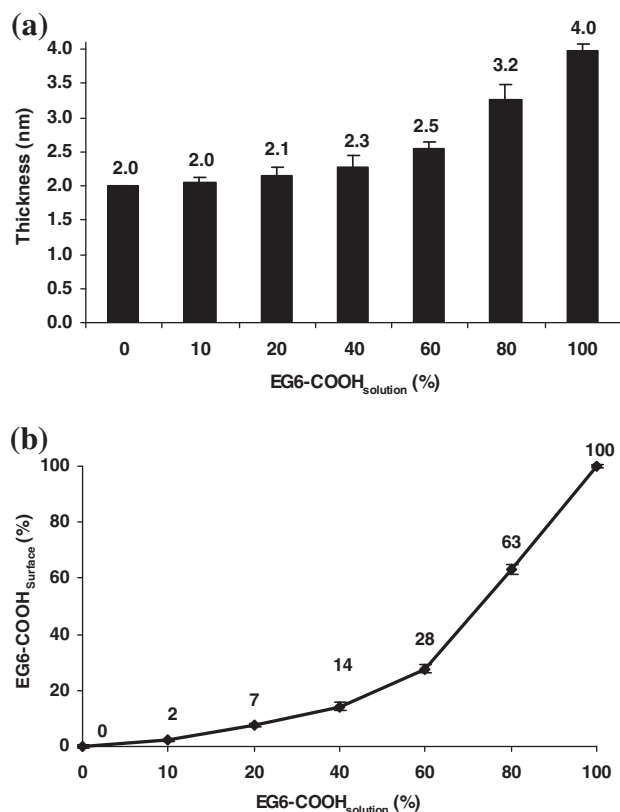 (a)
Thickness (nm)
4.0
3.5
3.0
2.5
2.0
1.5
1.0
0.5
0.0
2.0 2.0 2.1 2.3 2.5 3.2 4.0
0 10 20 40 60 80 100
EG6-COOHsolution (%)
(b)
EG6-COOHSurface (%)
100
80
60
40
20
0
0 2 7 14 28 63 100
0 10 20 40 60 80 100
EG6-COOHsolution (%)